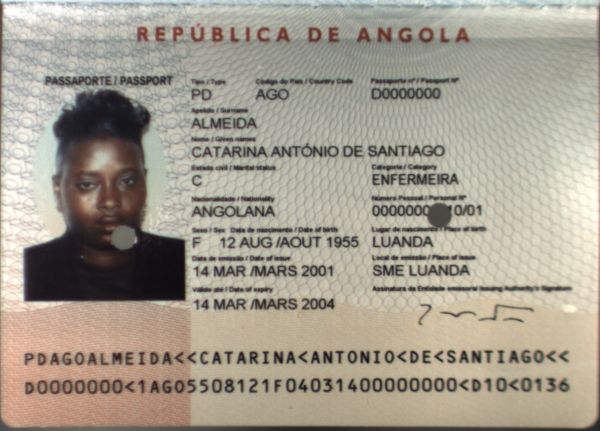 REPÚBLICA DE ANGOLA
PASSAPORTE / PASSPORT
Tipo / Type Código do País / Country Code Passaporte nº / Passport Nº
PD AGO D0000000
Apelido / Surname
ALMEIDA
Nome / Given names
CATARINA ANTÓNIO DE SANTIAGO
Estado civil / Marital status Categoria / Category
C ENFERMEIRA
Nacionalidade / Nationality Número Pessoal / Personal Nº
ANGOLANA 0000000 10/01
Sexo / Sex Data de nascimento / Date of birth Lugar de nascimento / Place of birth
F 12 AUG /AOUT 1955 LUANDA
Data de emissão / Date of issue Local de emissão / Place of issue
14 MAR /MARS 2001 SME LUANDA
Válido até / Date of expiry Assinatura da Entidade emissora/ Issuing Authority's Signature
14 MAR /MARS 2004
PDAGOALMEIDA<<CATARINA<ANTONIO<DE<SANTIAGO<<
D0000000<1AGO5508121F04031400000000<D10<0136